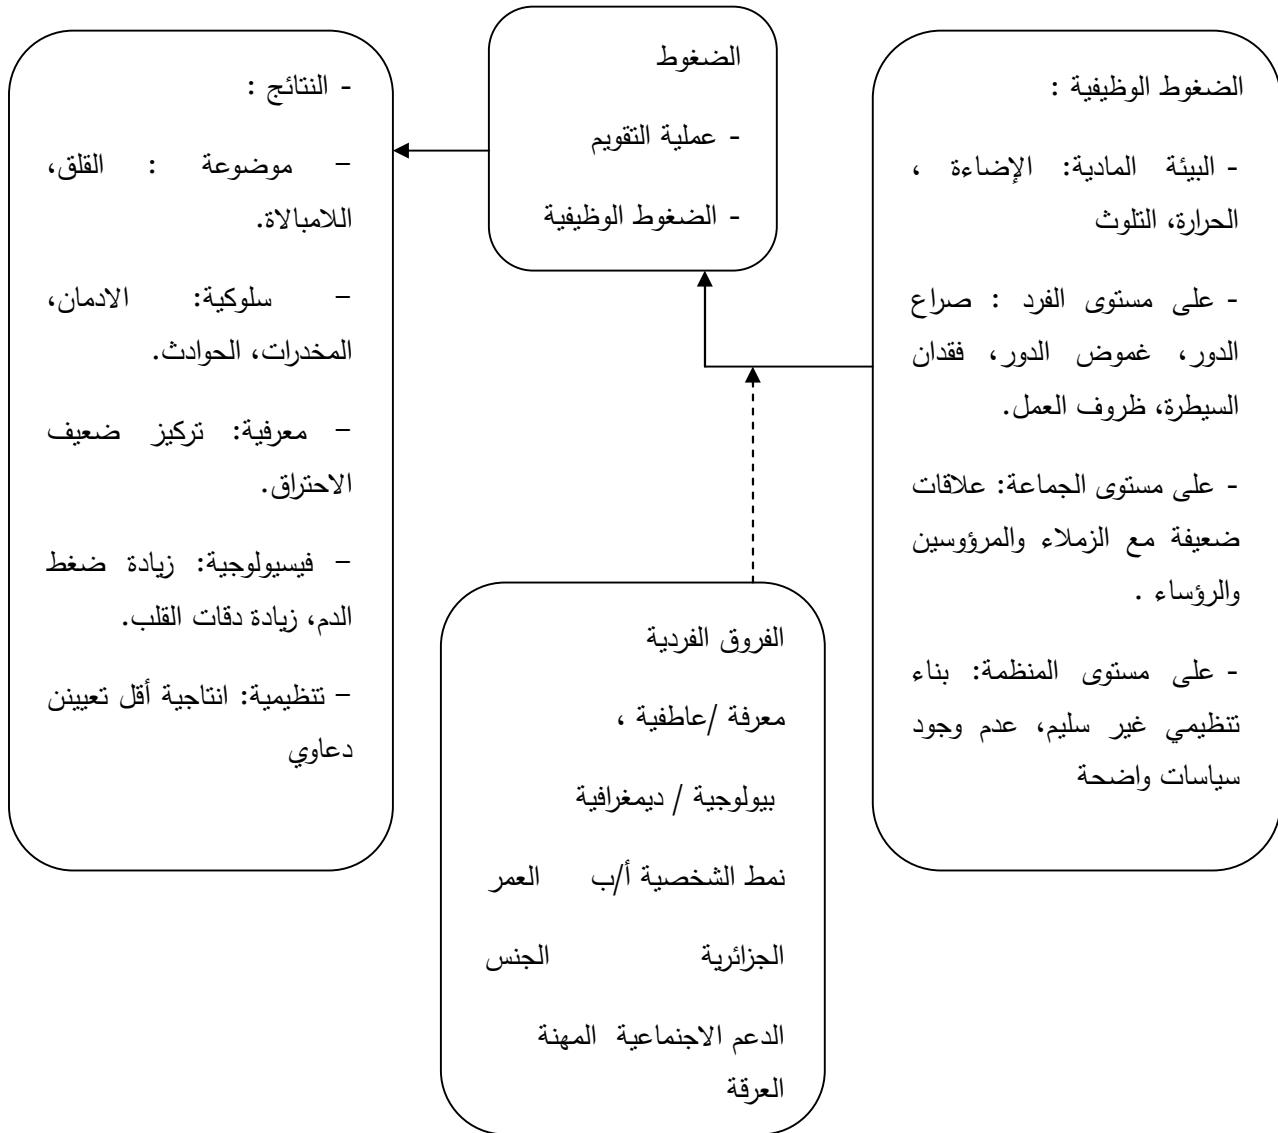 الضغوط الوظيفية :
- البيئة المادية: الإضاءة ،
الحرارة، التلوث
- على مستوى الفرد : صراع
الدور، غموض الدور، فقدان
السيطرة، ظروف العمل.
- على مستوى الجماعة: علاقات
ضعيفة مع الزملاء والمرؤوسين
والرؤساء .
- على مستوى المنظمة: بناء
تنظيمي غير سليم، عدم وجود
سياسات واضحة
الضغوط
- عملية التقويم
- الضغوط الوظيفية
- النتائج :
– موضوعة : القلق،
اللامبالاة.
– سلوكية: الادمان،
المخدرات، الحوادث.
– معرفية: تركيز ضعيف
الاحتراق.
– فيسيولوجية: زيادة ضغط
الدم، زيادة دقات القلب.
– تنظيمية: انتاجية أقل تعيينن
دعاوي
الفروق الفردية
معرفة /عاطفية ،
بيولوجية / ديمغرافية
نمط الشخصية أ/ب العمر
الجزائرية الجنس
الدعم الاجنماعية المهنة
العرقة